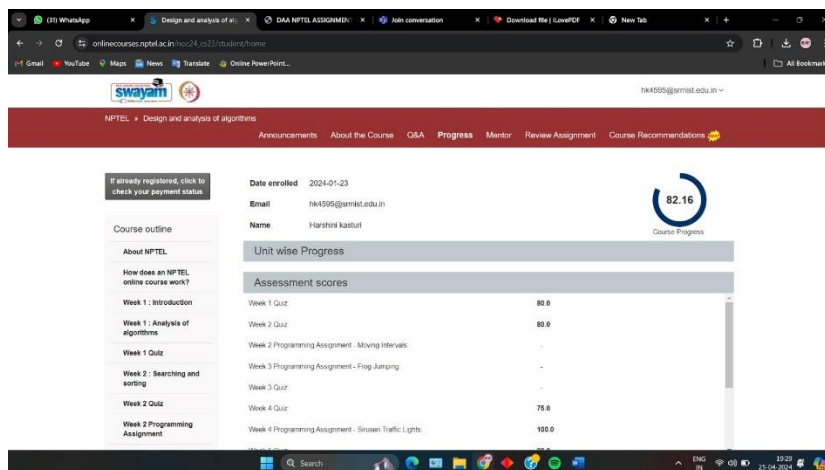 (31) WhatsApp
Design and analysis of alg
DAA NPTEL ASSIGNMENT
Join conversation
Download file | iLovePDF
New Tab
onlinecourses.nptel.ac.in/noc24_cs23/student/home
Gmail YouTube Maps News Translate Online PowerPoint... All Bookmark
swayam
hk4595@srmist.edu.in
NPTEL » Design and analysis of algorithms
Announcements About the Course Q&A Progress Mentor Review Assignment Course Recommendations
If already registered, click to
check your payment status
Date enrolled 2024-01-23
Email hk4595@srmist.edu.in
Name Harshini kasturi
82.16
Course Progress
Course outline
About NPTEL
How does an NPTEL
online course work?
Week 1 : Introduction
Week 1 : Analysis of
algorithms
Week 1 Quiz
Week 2 : Searching and
sorting
Week 2 Quiz
Week 2 Programming
Assignment
Unit wise Progress
Assessment scores
Week 1 Quiz: 80.0
Week 2 Quiz: 80.0
Week 2 Programming Assignment - Moving Intervals: -
Week 3 Programming Assignment - Frog Jumping: -
Week 3 Quiz: -
Week 4 Quiz: 75.0
Week 4 Programming Assignment - Siruseri Traffic Lights: 100.0
Search
ENG
IN
19:29
25-04-2024